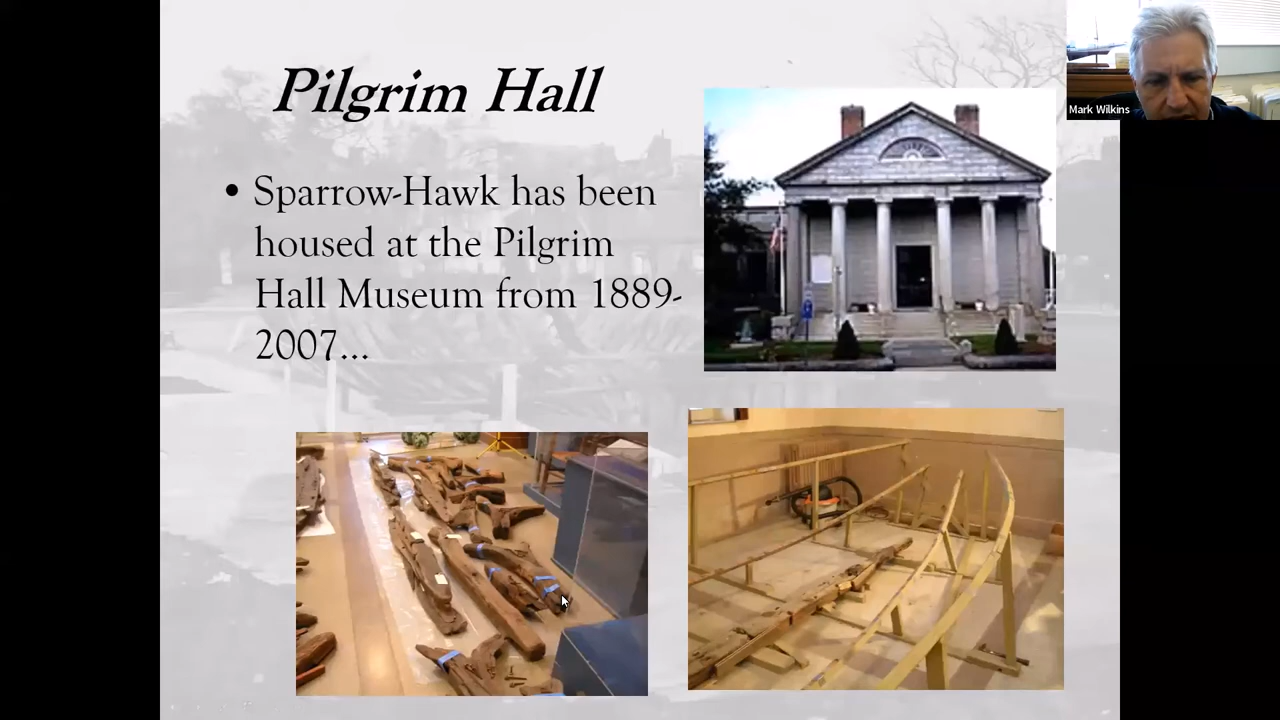 Pilgrim Hall
• Sparrow-Hawk has been
housed at the Pilgrim
Hall Museum from 1889-
2007...
Mark Wilkins